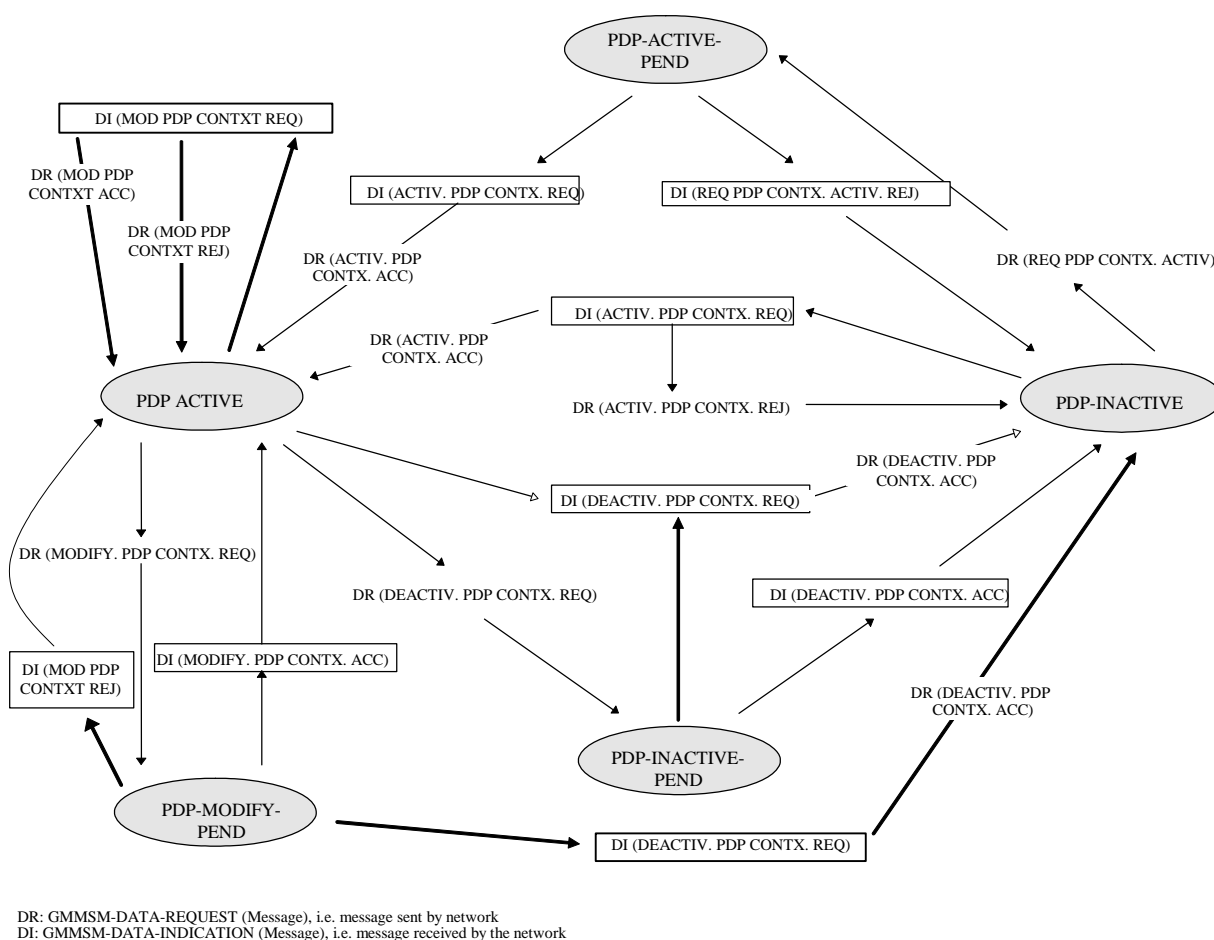 PDP-ACTIVE-
PEND
DI (MOD PDP CONTXT REQ)
DR (MOD PDP
CONTXT ACC)
DI (ACTIV. PDP CONTX. REQ)
DI (REQ PDP CONTX. ACTIV. REJ)
DR (MOD PDP
CONTXT REJ)
DR (ACTIV. PDP
CONTX. ACC)
DR (REQ PDP CONTX. ACTIV)
DI (ACTIV. PDP CONTX. REQ)
DR (ACTIV. PDP
CONTX. ACC)
PDP ACTIVE
DR (ACTIV. PDP CONTX. REJ)
PDP-INACTIVE
DR (DEACTIV. PDP
CONTX. ACC)
DI (DEACTIV. PDP CONTX. REQ)
DR (MODIFY. PDP CONTX. REQ)
DR (DEACTIV. PDP CONTX. REQ)
DI (DEACTIV. PDP CONTX. ACC)
DI (MOD PDP
CONTXT REJ)
DI (MODIFY. PDP CONTX. ACC)
DR (DEACTIV. PDP
CONTX. ACC)
PDP-INACTIVE-
PEND
PDP-MODIFY-
PEND
DI (DEACTIV. PDP CONTX. REQ)
DR: GMMSM-DATA-REQUEST (Message), i.e. message sent by network
DI: GMMSM-DATA-INDICATION (Message), i.e. message received by the network